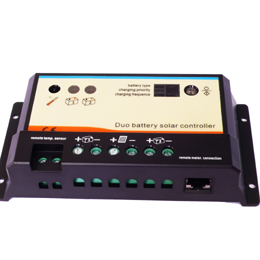 battery type
charging priority
charging frequence
Duo battery solar controller
remote temp. sensor
remote meter. connection